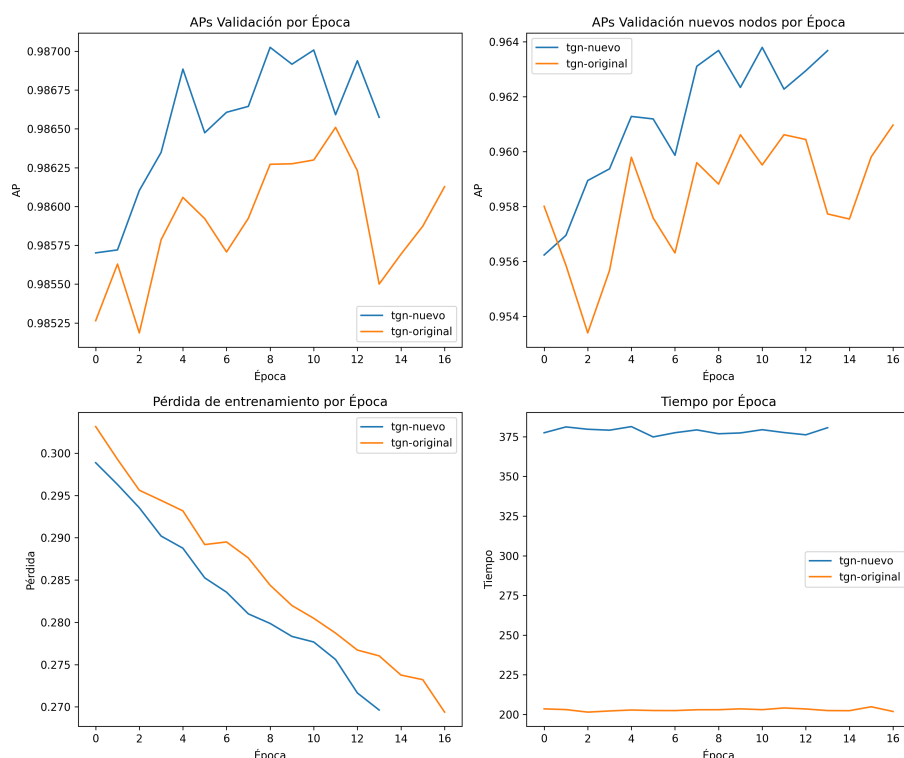 APs Validación por Época
0.98700
0.98675
0.98650
0.98625
0.98600
0.98575
0.98550
0.98525
AP
tgn-nuevo
tgn-original
0 2 4 6 8 10 12 14 16
Época
APs Validación nuevos nodos por Época
0.964
0.962
0.960
0.958
0.956
0.954
AP
tgn-nuevo
tgn-original
0 2 4 6 8 10 12 14 16
Época
Pérdida de entrenamiento por Época
0.300
0.295
0.290
0.285
0.280
0.275
0.270
Pérdida
tgn-nuevo
tgn-original
0 2 4 6 8 10 12 14 16
Época
Tiempo por Época
375
350
325
300
275
250
225
200
Tiempo
tgn-nuevo
tgn-original
0 2 4 6 8 10 12 14 16
Época